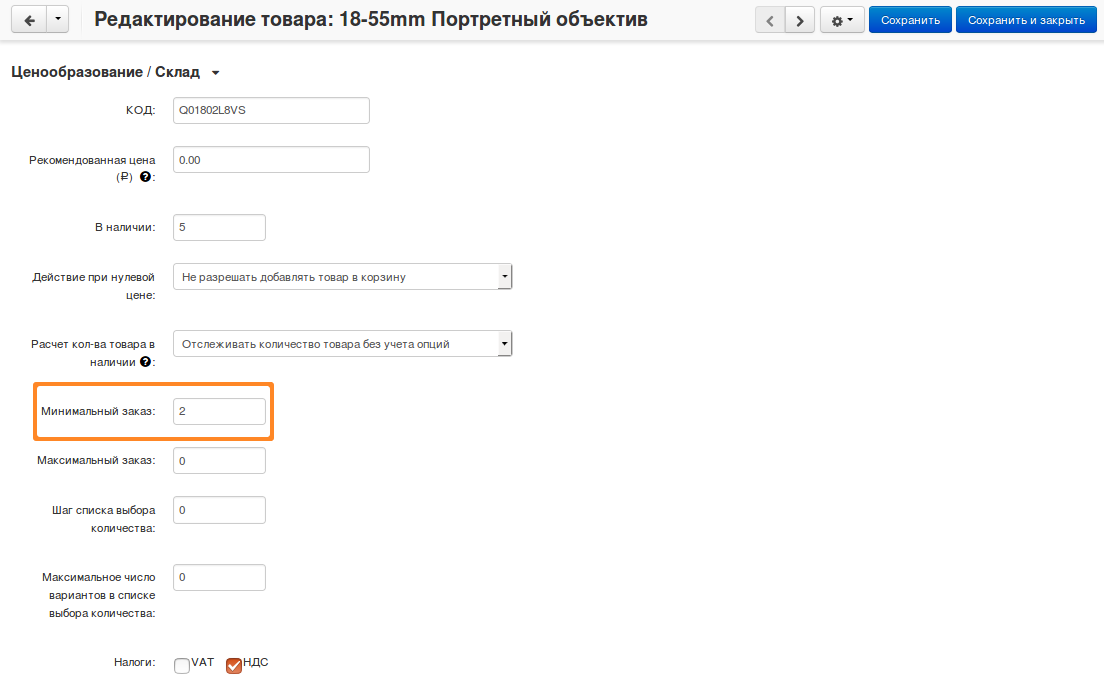 Редактирование товара: 18-55mm Портретный объектив
Сохранить
Сохранить и закрыть
Ценообразование / Склад
КОД:
Q01802L8VS
Рекомендованная цена
(₽) ?:
0.00
В наличии:
5
Действие при нулевой
цене:
Не разрешать добавлять товар в корзину
Расчет кол-ва товара в
наличии ?:
Отслеживать количество товара без учета опций
Минимальный заказ:
2
Максимальный заказ:
0
Шаг списка выбора
количества:
0
Максимальное число
вариантов в списке
выбора количества:
0
Налоги:
VAT
НДС